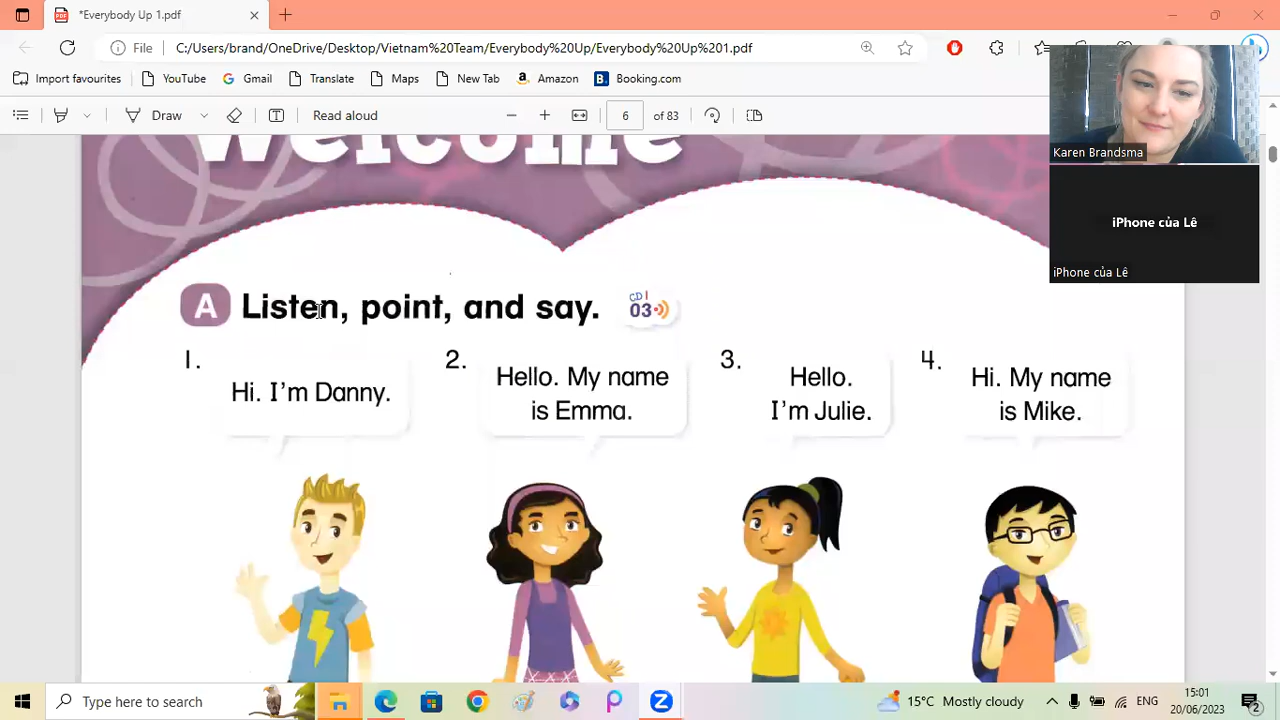 *Everybody Up 1.pdf
File
C:/Users/brand/OneDrive/Desktop/Vietnam%20Team/Everybody%20Up/Everybody%20Up%201.pdf
Import favourites
YouTube
Gmail
Translate
Maps
New Tab
Amazon
Booking.com
Draw
Read aloud
6
of 83
Karen Brandsma
iPhone của Lê
iPhone của Lê
Welcome
A Listen, point, and say. CD 1 03
1.
Hi. I'm Danny.
2.
Hello. My name
is Emma.
3.
Hello.
I'm Julie.
4.
Hi. My name
is Mike.
Type here to search
15°C Mostly cloudy
ENG
15:01
20/06/2023
2